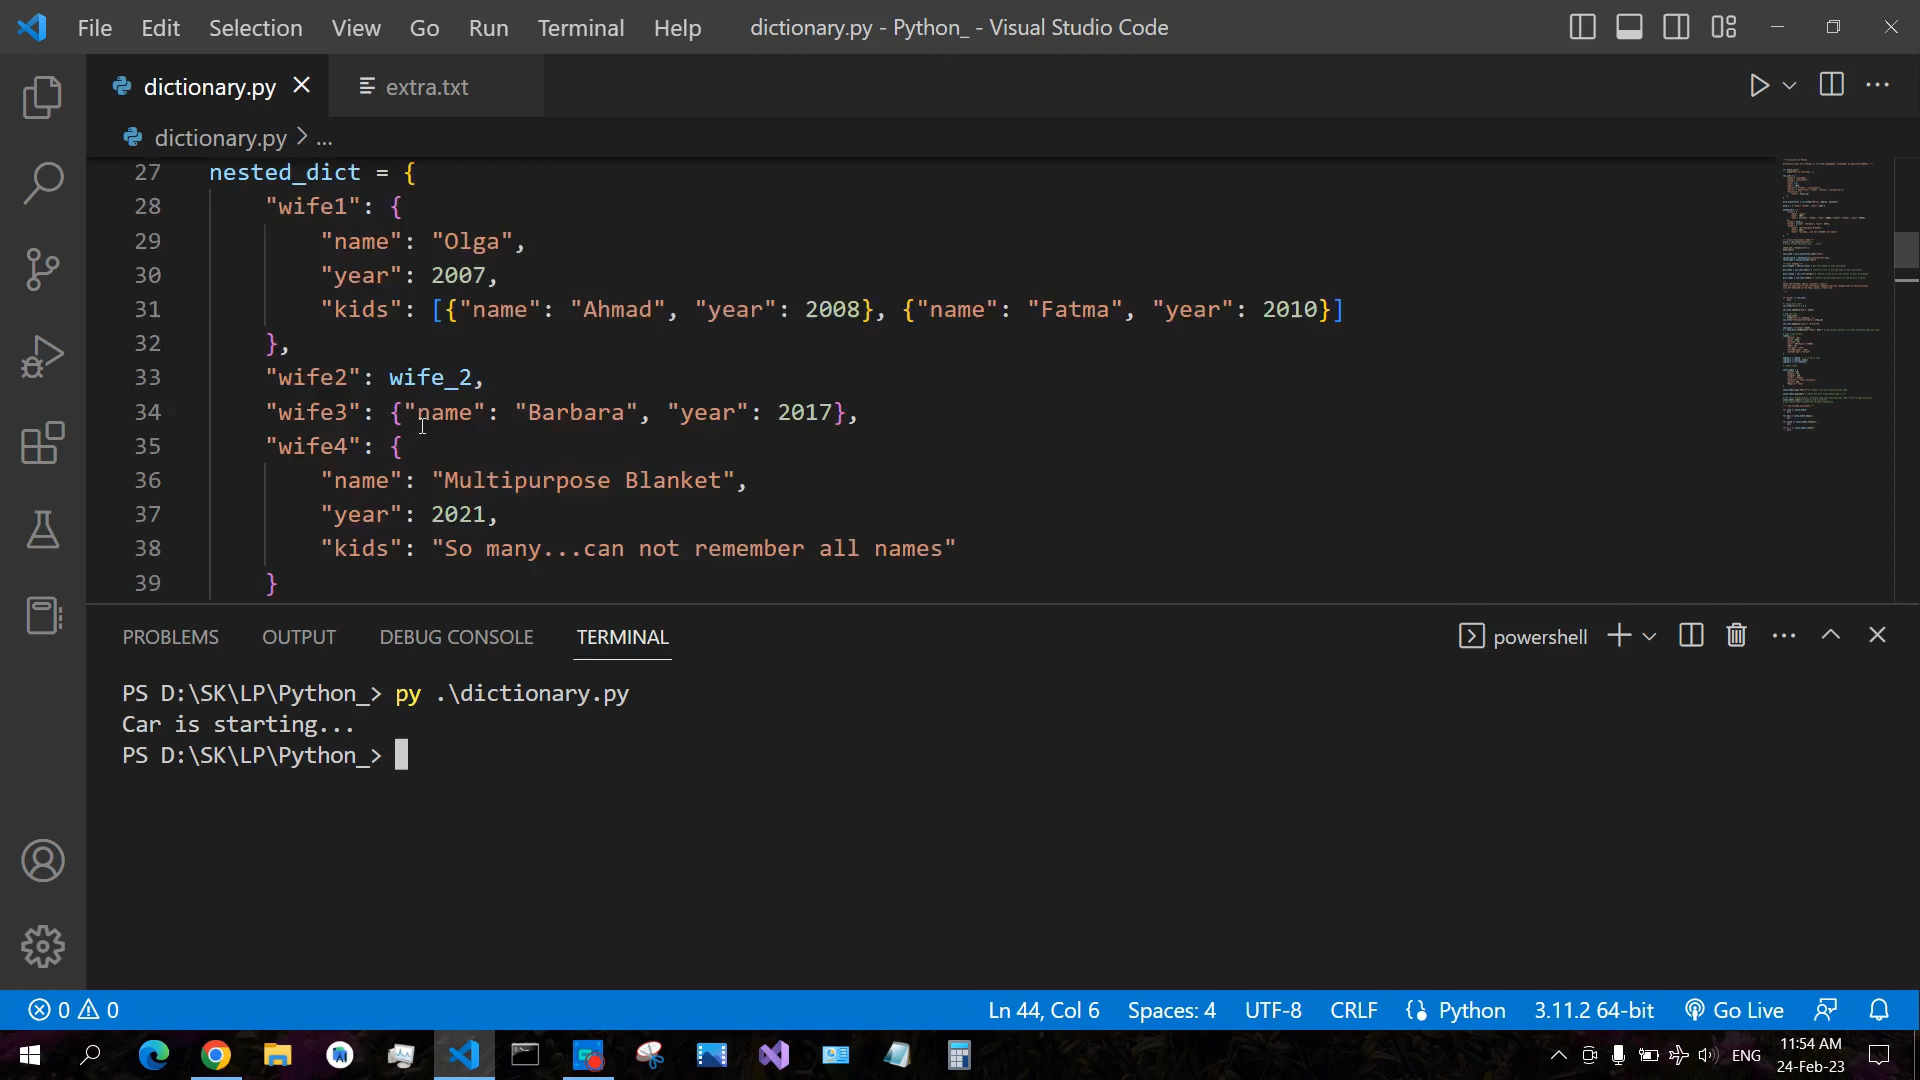 File Edit Selection View Go Run Terminal Help dictionary.py - Python_ - Visual Studio Code
dictionary.py extra.txt
dictionary.py > ...
27 nested_dict = {
28 "wife1": {
29 "name": "Olga",
30 "year": 2007,
31 "kids": [{"name": "Ahmad", "year": 2008}, {"name": "Fatma", "year": 2010}]
32 },
33 "wife2": wife_2,
34 "wife3": {"name": "Barbara", "year": 2017},
35 "wife4": {
36 "name": "Multipurpose Blanket",
37 "year": 2021,
38 "kids": "So many...can not remember all names"
39 }
PROBLEMS OUTPUT DEBUG CONSOLE TERMINAL powershell
PS D:\SK\LP\Python_> py .\dictionary.py
Car is starting...
PS D:\SK\LP\Python_>
0 0 Ln 44, Col 6 Spaces: 4 UTF-8 CRLF Python 3.11.2 64-bit Go Live
ENG 11:54 AM
24-Feb-23